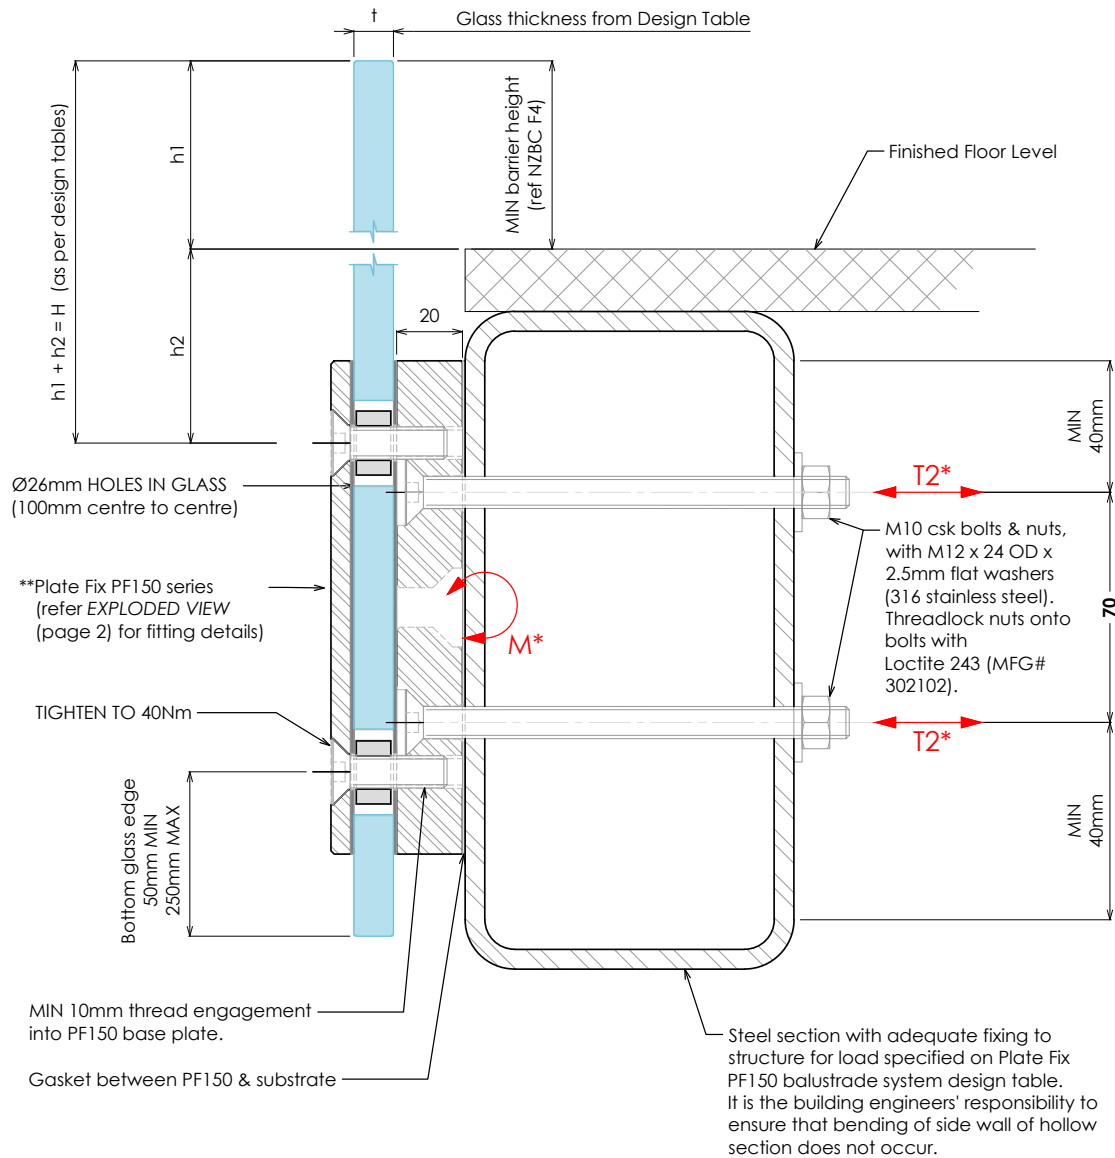 t
Glass thickness from Design Table
h1 + h2 = H  (as per design tables)
h1
MIN barrier height
(ref NZBC F4)
Finished Floor Level
h2
20
MIN
40mm
Ø26mm HOLES IN GLASS
(100mm centre to centre)
T2*
M10 csk bolts & nuts,
with M12 x 24 OD x
2.5mm flat washers
(316 stainless steel).
Threadlock nuts onto
bolts with
Loctite 243 (MFG#
302102).
70
**Plate Fix PF150 series
(refer EXPLODED VIEW
(page 2) for fitting details)
M*
TIGHTEN TO 40Nm
T2*
Bottom glass edge
50mm MIN
250mm MAX
MIN
40mm
MIN 10mm thread engagement
into PF150 base plate.
Gasket between PF150 & substrate
Steel section with adequate fixing to
structure for load specified on Plate Fix
PF150 balustrade system design table.
It is the building engineers' responsibility to
ensure that bending of side wall of hollow
section does not occur.